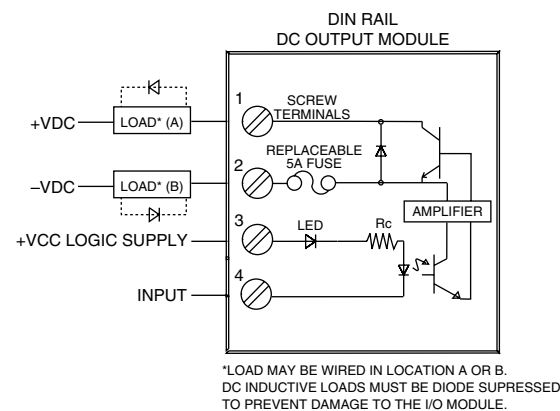 DIN RAIL
DC OUTPUT MODULE
+VDC
LOAD* (A)
1
SCREW
TERMINALS
REPLACEABLE
5A FUSE
–VDC
LOAD* (B)
2
AMPLIFIER
+VCC LOGIC SUPPLY
3
LED
Rc
INPUT
4
*LOAD MAY BE WIRED IN LOCATION A OR B.
DC INDUCTIVE LOADS MUST BE DIODE SUPRESSED
TO PREVENT DAMAGE TO THE I/O MODULE.